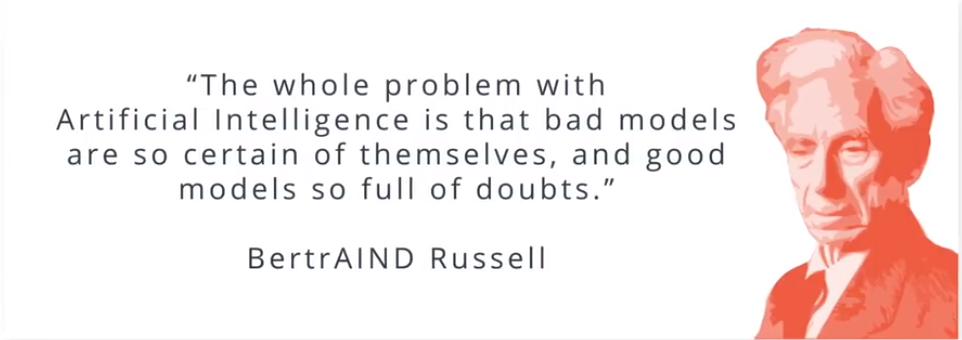 “The whole problem with
Artificial Intelligence is that bad models
are so certain of themselves, and good
models so full of doubts.”
BertrAIND Russell